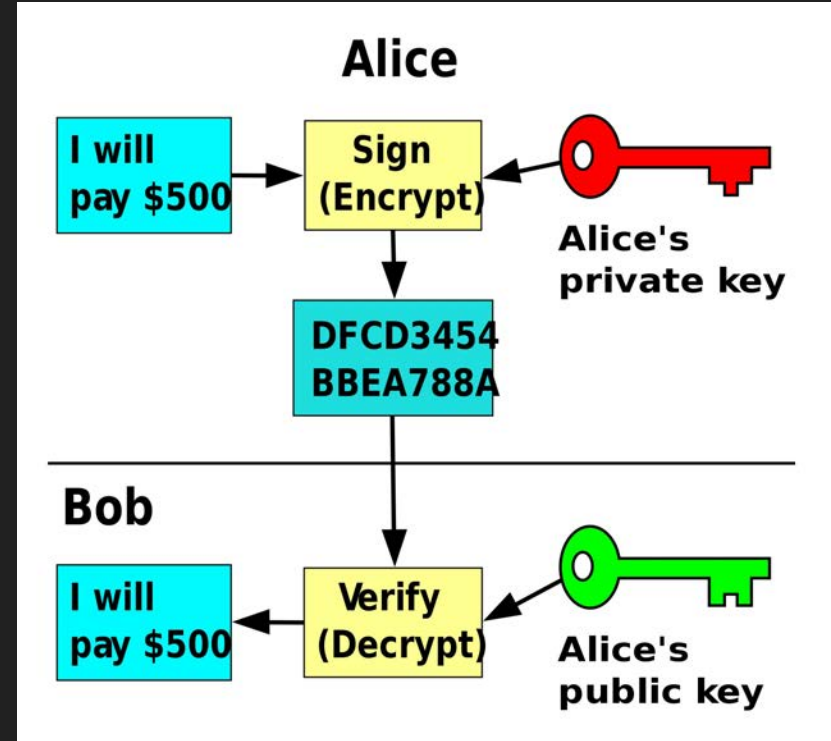 Alice
I will
pay $500
Sign
(Encrypt)
Alice's
private key
DFCD3454
BBEA788A
Bob
I will
pay $500
Verify
(Decrypt)
Alice's
public key